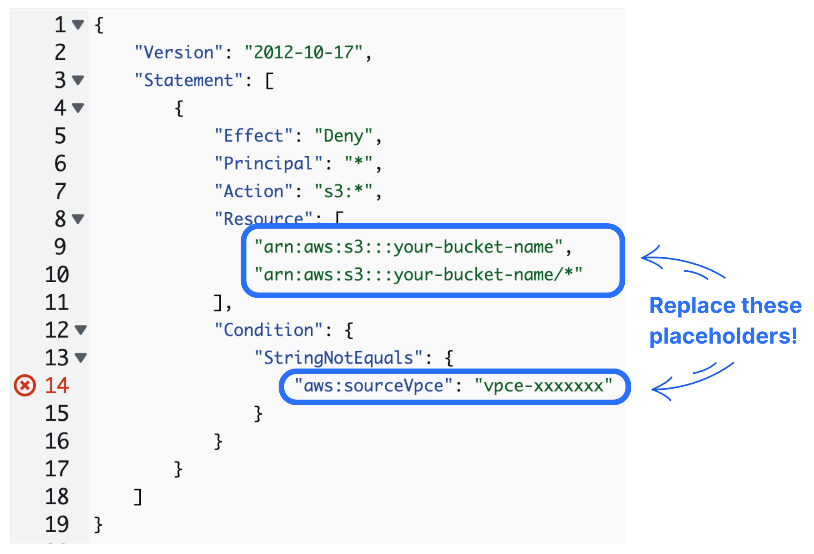 1 {
2 "Version": "2012-10-17",
3 "Statement": [
4 {
5 "Effect": "Deny",
6 "Principal": "*",
7 "Action": "s3:*",
8 "Resource": [
9 "arn:aws:s3:::your-bucket-name",
10 "arn:aws:s3:::your-bucket-name/*"
11 ],
12 "Condition": {
13 "StringNotEquals": {
14 "aws:sourceVpce": "vpce-xxxxxxx"
15 }
16 }
17 }
18 ]
19 }
Replace these
placeholders!